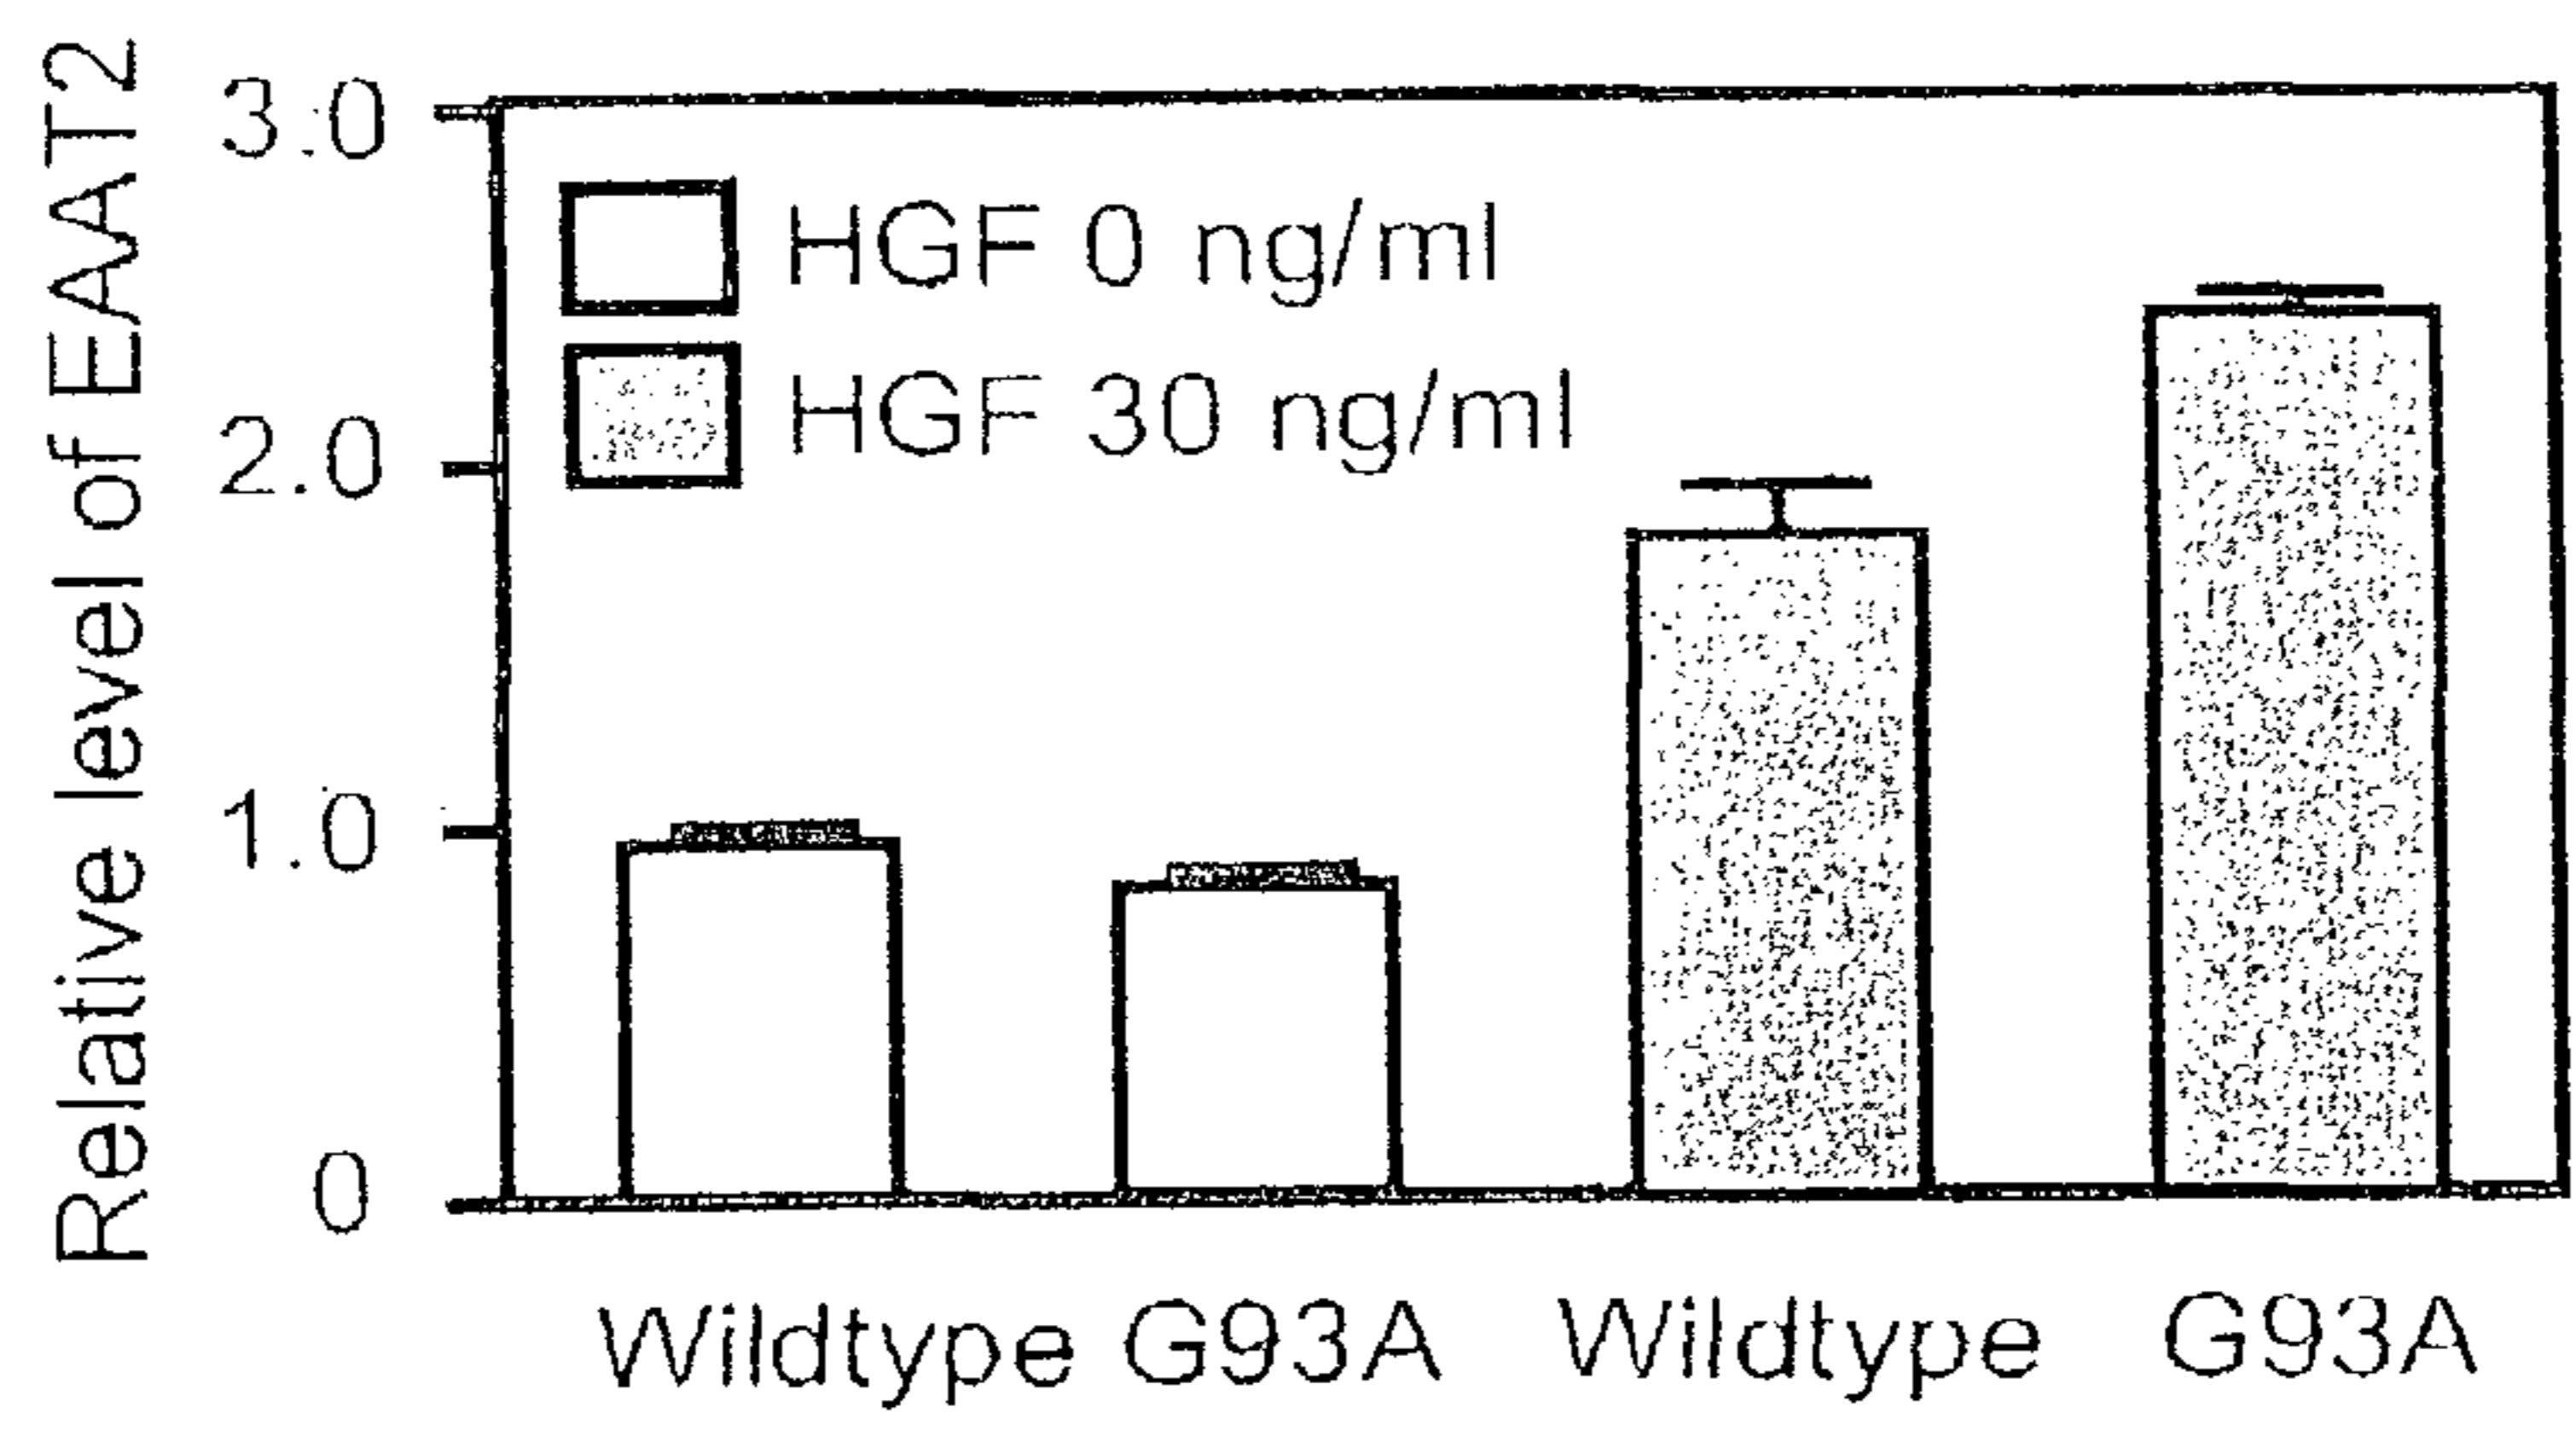 Relative level of EAAT2
3.0
2.0
1.0
0
HGF 0 ng/ml
HGF 30 ng/ml
Wildtype G93A Wildtype G93A